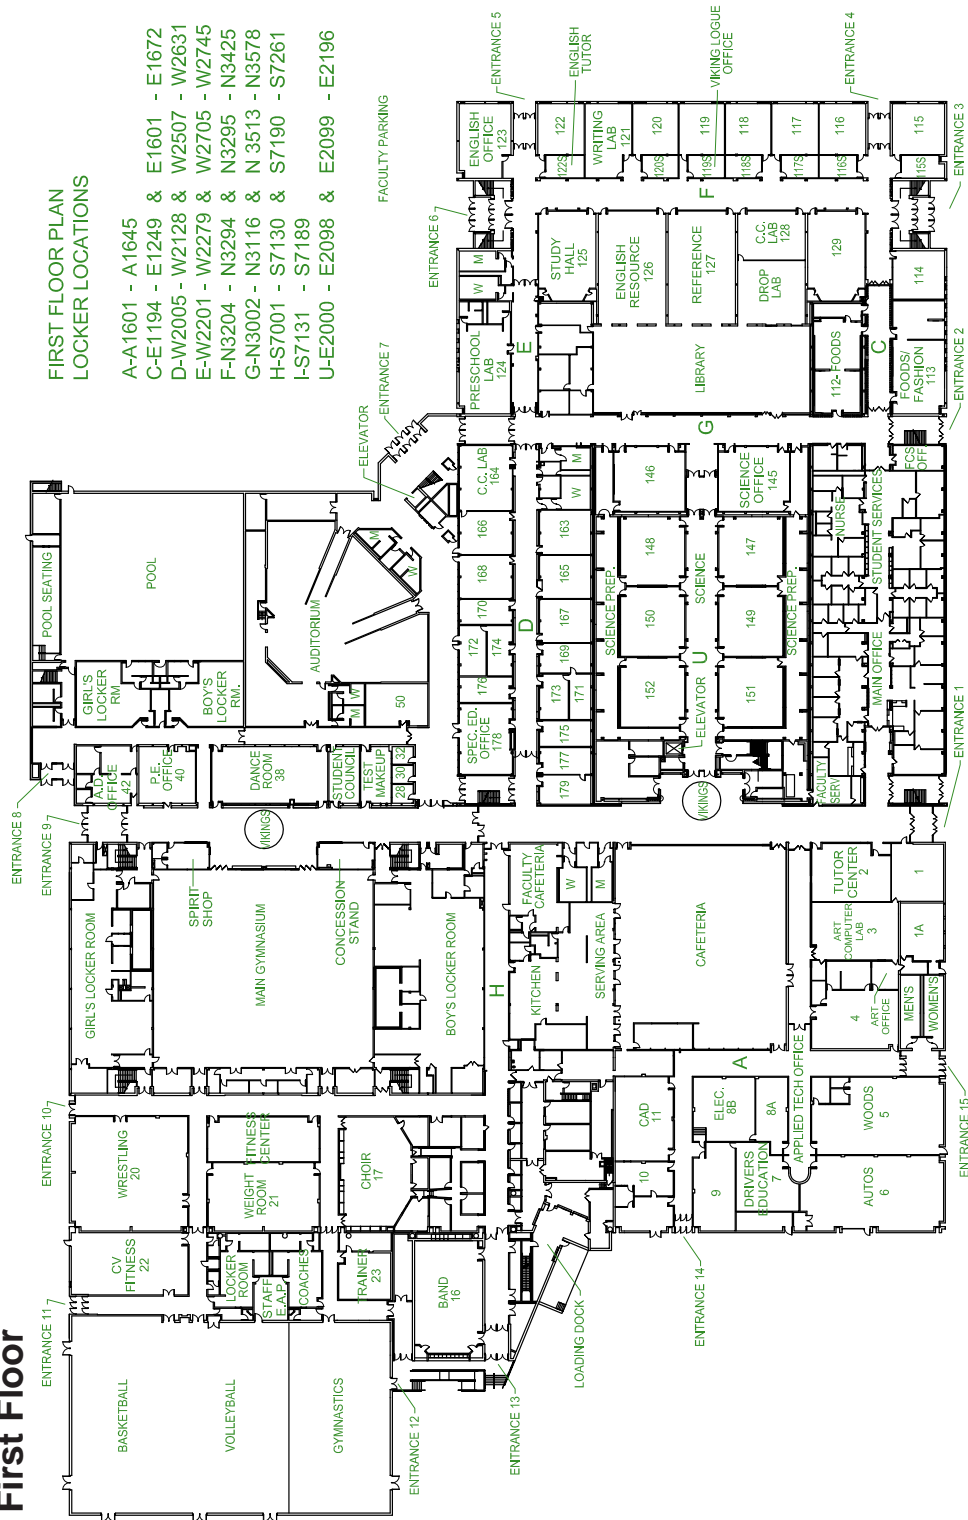 First Floor
FIRST FLOOR PLAN
LOCKER LOCATIONS
A-A1601 - A1645
C-E1194 - E1249 & E1601 - E1672
D-W2005 - W2128 & W2507 - W2631
E-W2201 - W2279 & W2705 - W2745
F-N3204 - N3294 & N3295 - N3425
G-N3002 - N3116 & N 3513 - N3578
H-S7001 - S7130 & S7190 - S7261
I-S7131 - S7189
U-E2000 - E2098 & E2099 - E2196
FACULTY PARKING
ENTRANCE 11
ENTRANCE 10
ENTRANCE 9
ENTRANCE 8
ENTRANCE 7
ENTRANCE 6
ENTRANCE 5
ELEVATOR
BASKETBALL
VOLLEYBALL
GYMNASTICS
CV
FITNESS
22
WRESTLING
20
LOCKER
ROOM
STAFF
E.A.P
COACHES
WEIGHT
ROOM
21
FITNESS
CENTER
TRAINER
23
CHOIR
17
BAND
16
GIRL'S LOCKER ROOM
MAIN GYMNASIUM
BOY'S LOCKER ROOM
SPIRIT
SHOP
CONCESSION
STAND
VIKINGS
A.D.
OFFICE
42
P.E.
OFFICE
40
DANCE
ROOM
38
STUDENT
COUNCIL
TEST
MAKEUP
28
30
32
POOL SEATING
POOL
GIRL'S
LOCKER
RM
BOY'S
LOCKER
RM.
AUDITORIUM
M
W
M
W
50
ENTRANCE 12
ENTRANCE 13
LOADING DOCK
ENTRANCE 14
H
KITCHEN
FACULTY
CAFETERIA
W
M
SERVING AREA
CAFETERIA
A
10
CAD
11
9
ELEC.
8B
8A
DRIVERS
EDUCATION
7
APPLIED TECH OFFICE
AUTOS
6
WOODS
5
4
ART
OFFICE
ART
COMPUTER
LAB
3
TUTOR
CENTER
2
1
1A
MEN'S
WOMEN'S
ENTRANCE 15
ENTRANCE 1
SPEC. ED.
OFFICE
178
176
172
174
170
168
166
C.C. LAB
164
D
179
177
175
173
171
169
167
165
163
W
M
SCIENCE PREP.
152
150
148
146
VIKINGS
ELEVATOR
U
SCIENCE
151
149
147
SCIENCE
OFFICE
145
SCIENCE PREP.
FACULTY
SERV
MAIN OFFICE
NURSE
STUDENT SERVICES
FCS
OFF
G
PRESCHOOL
LAB
124
W
M
E
STUDY
HALL
125
ENGLISH
RESOURCE
126
REFERENCE
127
C.C.
LAB
128
DROP
LAB
129
LIBRARY
112- FOODS
C
FOODS/
FASHION
113
114
F
ENGLISH
OFFICE
123
122
122S
WRITING
LAB
121
120
120S
119
119S
118
118S
117
117S
116
116S
115
115S
ENGLISH
TUTOR
VIKING LOGUE
OFFICE
ENTRANCE 4
ENTRANCE 3
ENTRANCE 2